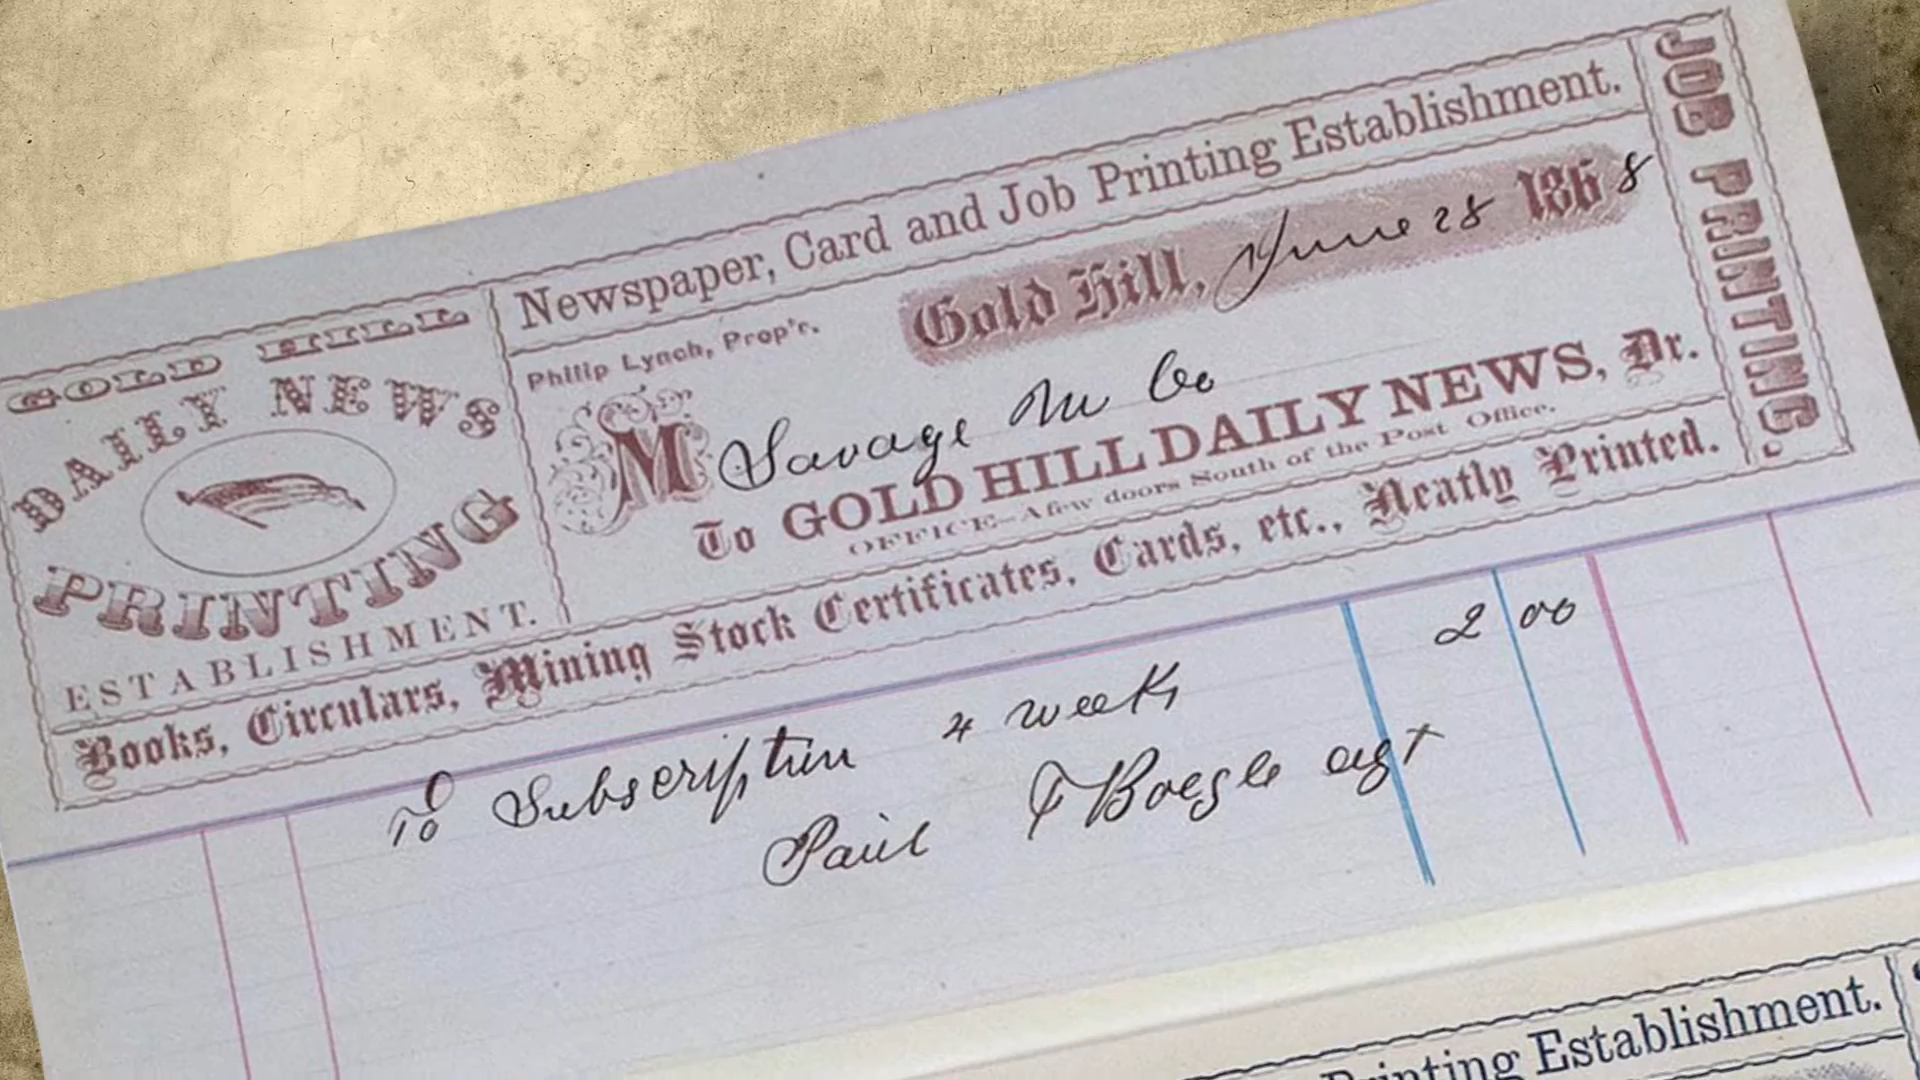 GOLD HILL
DAILY NEWS
PRINTING
ESTABLISHMENT.
Newspaper, Card and Job Printing Establishment.
Philip Lynch, Prop'r.
Gold Hill, June 28 1868
M Savage M Co
To GOLD HILL DAILY NEWS, Dr.
OFFICE—A few doors South of the Post Office.
Books, Circulars, Mining Stock Certificates, Cards, etc., Neatly Printed.
JOB PRINTING.
To Subscription 4 week 2 00
Paid agt
Printing Establishment.